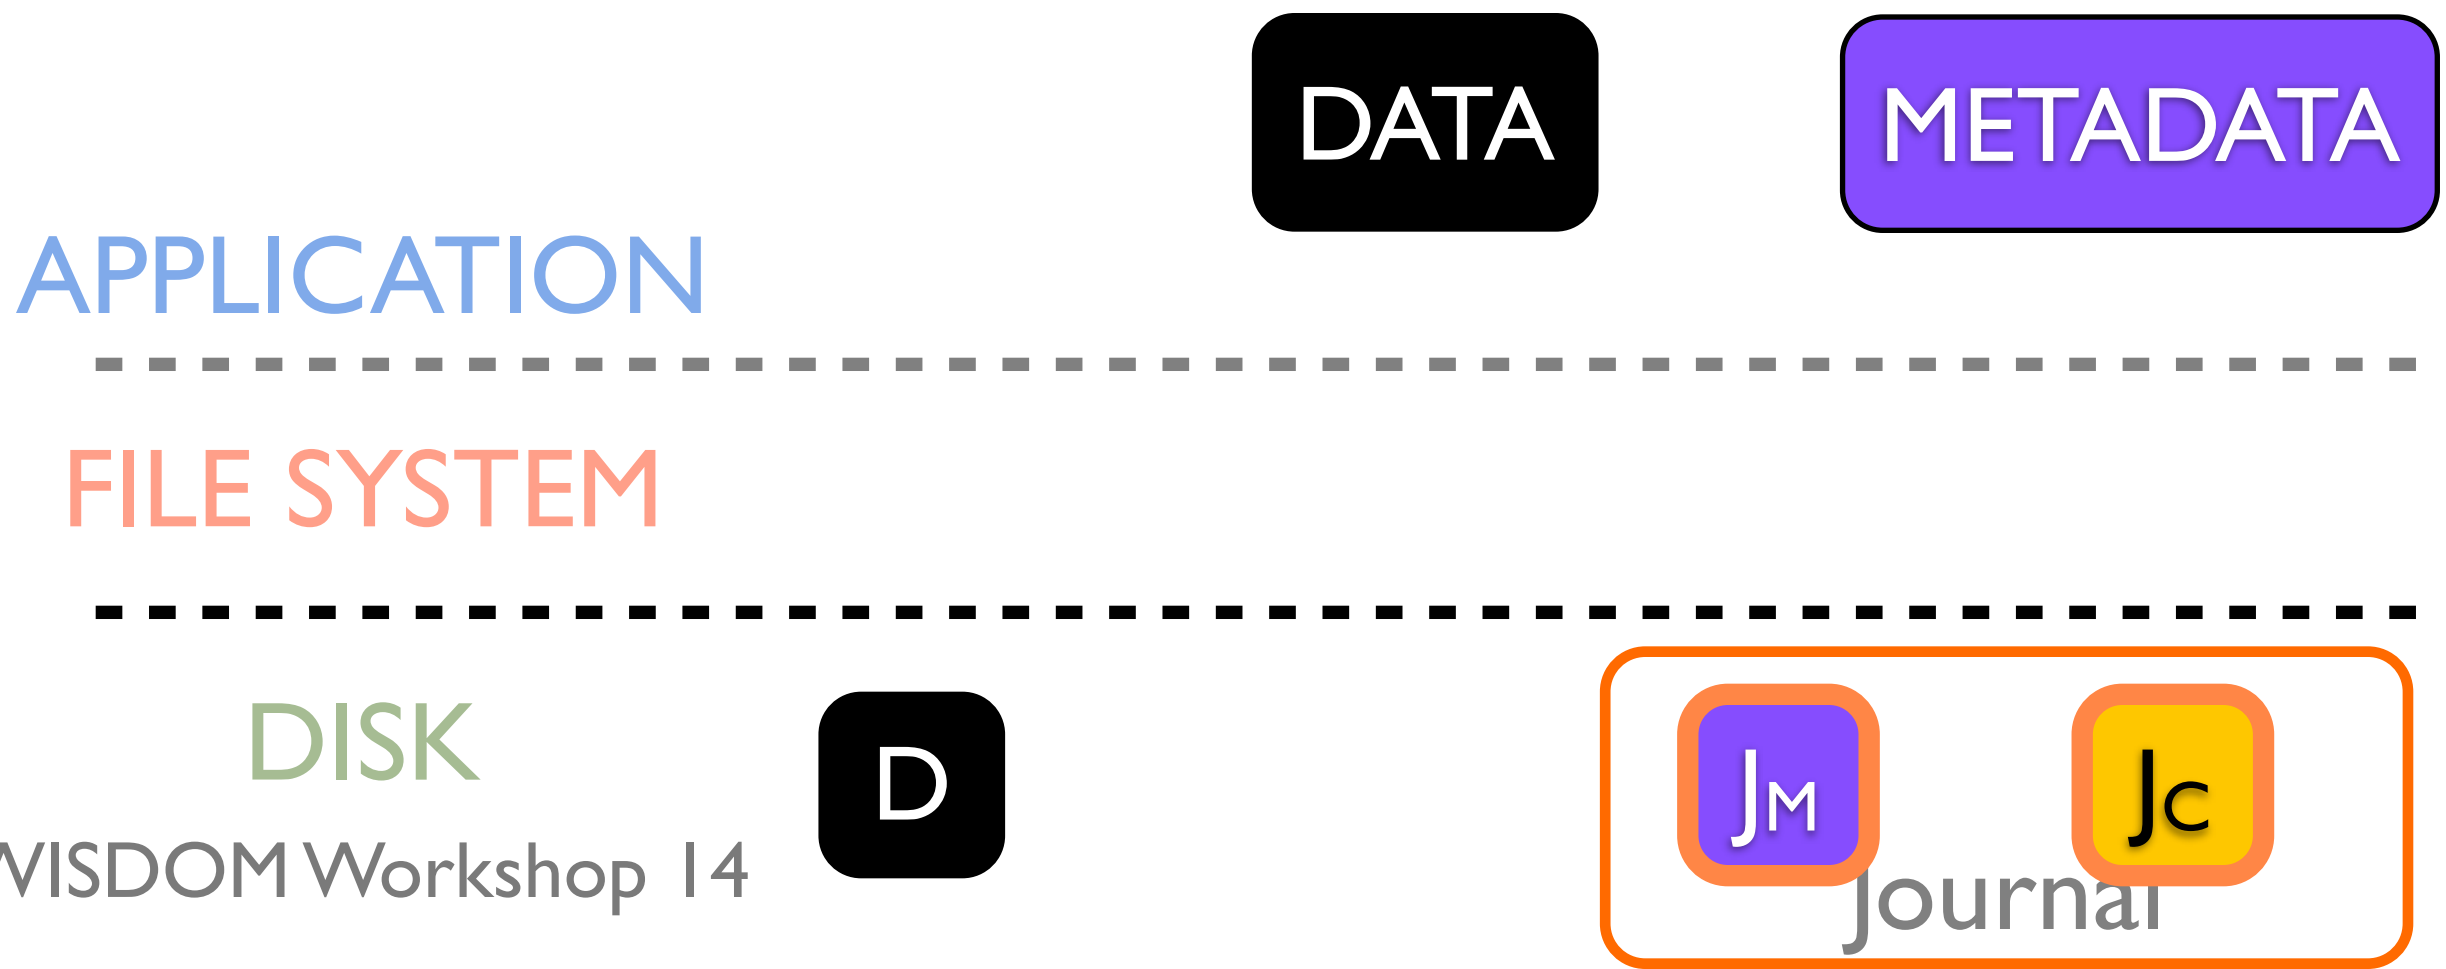 DATA METADATA
APPLICATION
FILE SYSTEM
DISK D JM JC
WISDOM Workshop 14 Journal